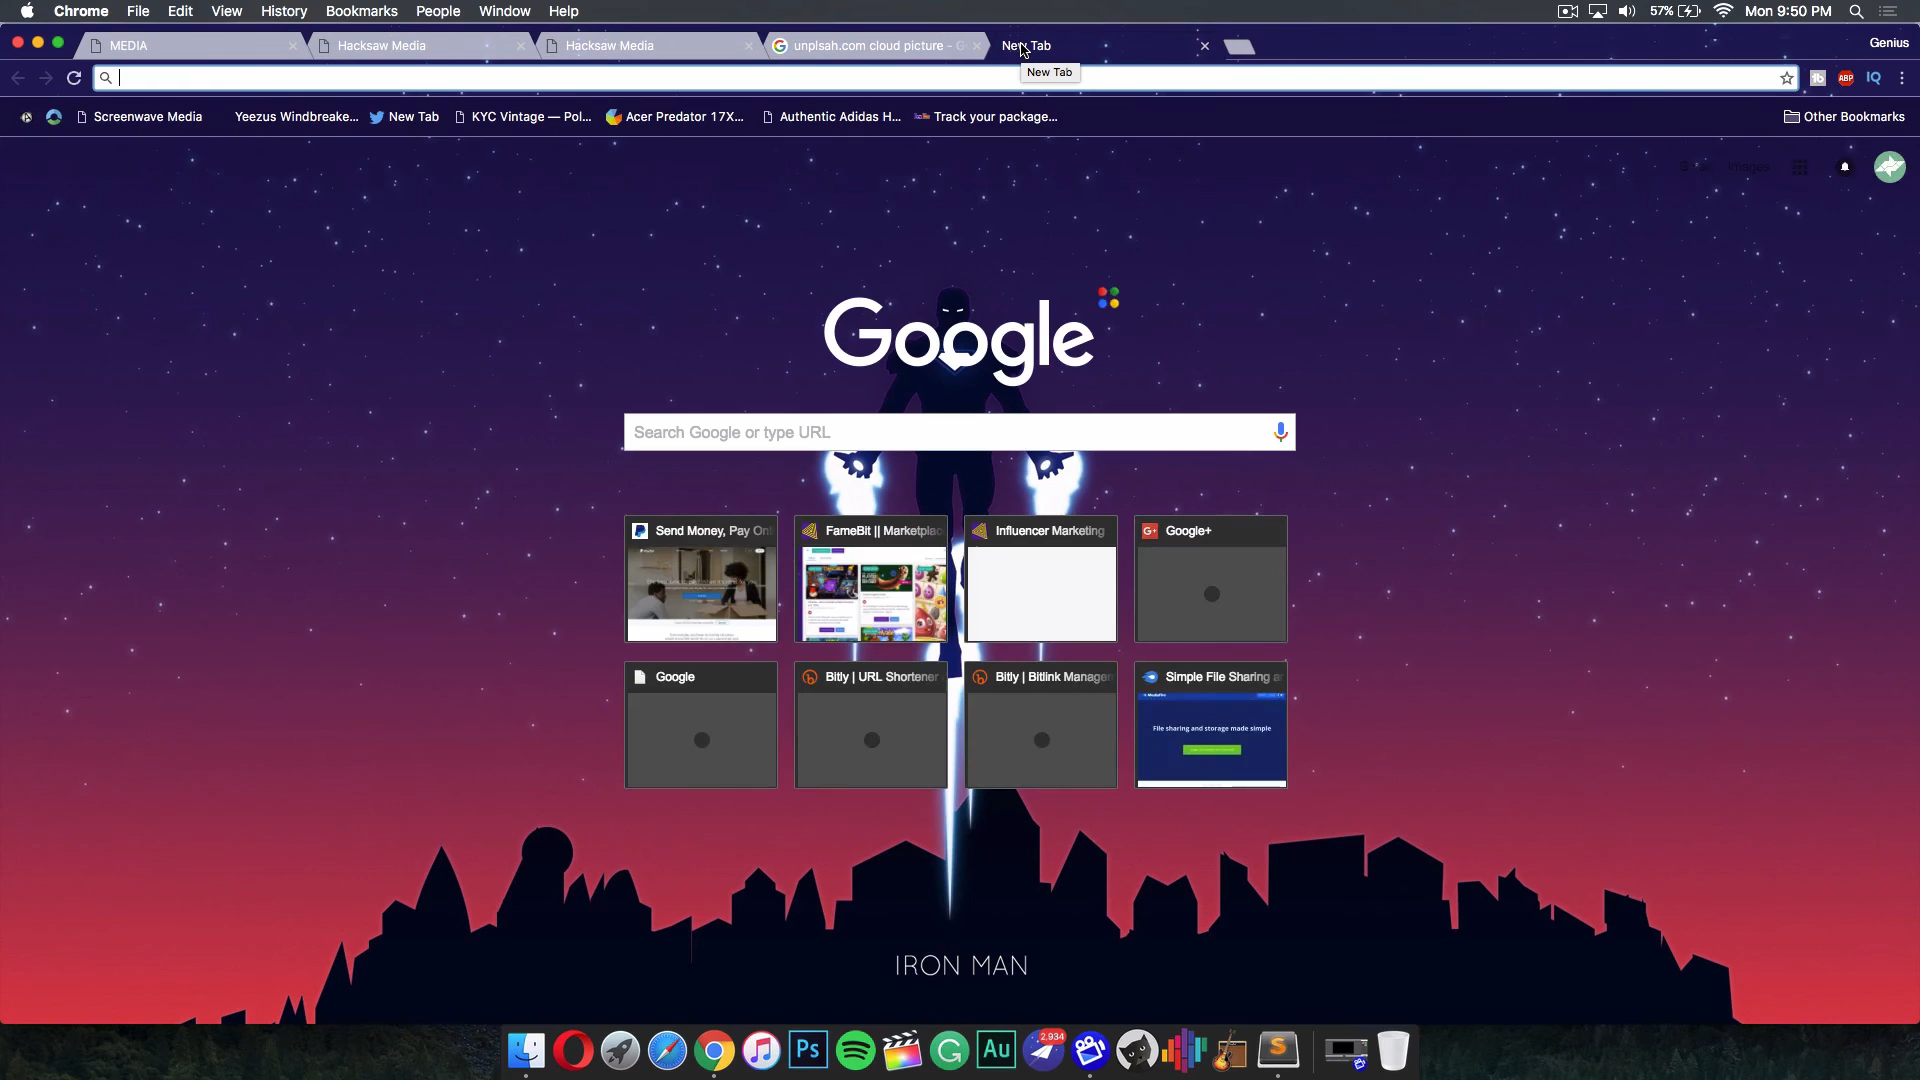 Chrome File Edit View History Bookmarks People Window Help 57% Mon 9:50 PM
MEDIA Hacksaw Media Hacksaw Media unplsah.com cloud picture - G New Tab Genius
New Tab
ABP IQ
Screenwave Media Yeezus Windbreake... New Tab KYC Vintage — Pol... Acer Predator 17X... Authentic Adidas H... Track your package... Other Bookmarks
Images
Google
Search Google or type URL
Send Money, Pay Onl FameBit || Marketplac Influencer Marketing G+ Google+
Google Bitly | URL Shortener Bitly | Bitlink Manager Simple File Sharing a
File sharing and storage made simple
IRON MAN
Ps Au 2,934 S